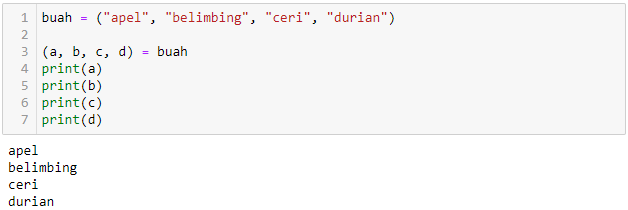 1 buah = ("apel", "belimbing", "ceri", "durian")
2
3 (a, b, c, d) = buah
4 print(a)
5 print(b)
6 print(c)
7 print(d)
apel
belimbing
ceri
durian